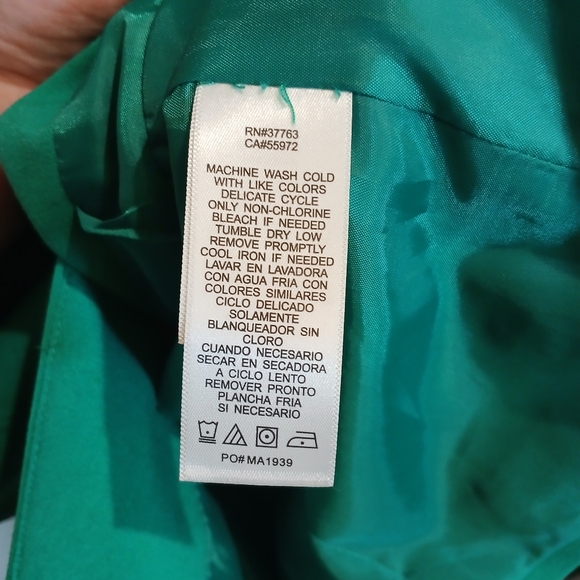 RN#37763
CA#55972
MACHINE WASH COLD
WITH LIKE COLORS
DELICATE CYCLE
ONLY NON-CHLORINE
BLEACH IF NEEDED
TUMBLE DRY LOW
REMOVE PROMPTLY
COOL IRON IF NEEDED
LAVAR EN LAVADORA
CON AGUA FRIA CON
COLORES SIMILARES
CICLO DELICADO
SOLAMENTE
BLANQUEADOR SIN
CLORO
CUANDO NECESARIO
SECAR EN SECADORA
A CICLO LENTO
REMOVER PRONTO
PLANCHA FRIA
SI NECESARIO
PO#MA1939